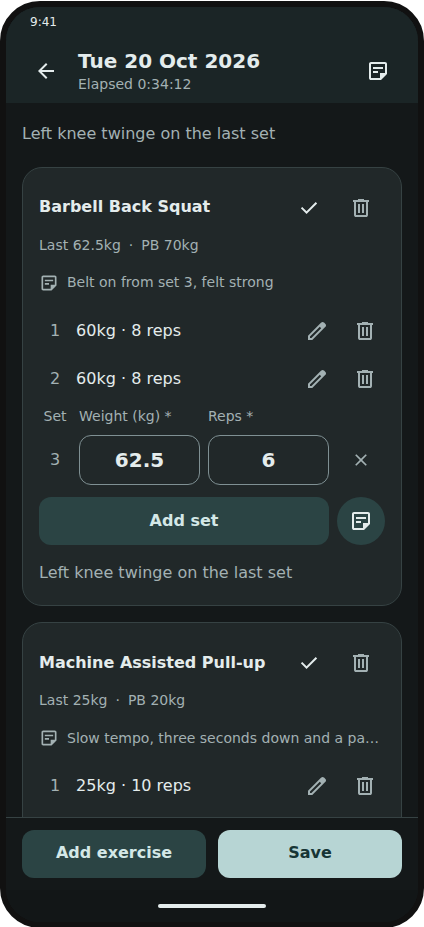 9:41
Tue 20 Oct 2026
Elapsed 0:34:12
Left knee twinge on the last set
Barbell Back Squat
Last 62.5kg · PB 70kg
Belt on from set 3, felt strong
1 60kg · 8 reps
2 60kg · 8 reps
Set Weight (kg) * Reps *
3 62.5 6
Add set
Left knee twinge on the last set
Machine Assisted Pull-up
Last 25kg · PB 20kg
Slow tempo, three seconds down and a pa...
1 25kg · 10 reps
Add exercise Save